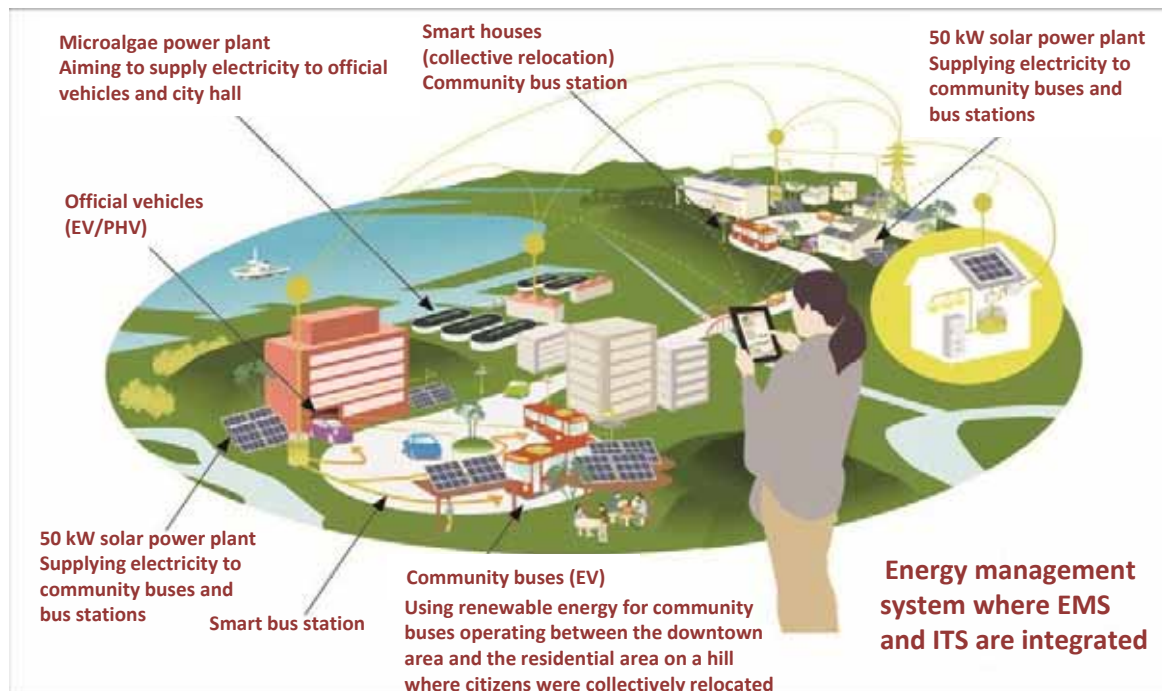 Microalgae power plant
Aiming to supply electricity to official
vehicles and city hall
Smart houses
(collective relocation)
Community bus station
50 kW solar power plant
Supplying electricity to
community buses and
bus stations
Official vehicles
(EV/PHV)
50 kW solar power plant
Supplying electricity to
community buses and
bus stations
Smart bus station
Community buses (EV)
Using renewable energy for community
buses operating between the downtown
area and the residential area on a hill
where citizens were collectively relocated
Energy management
system where EMS
and ITS are integrated